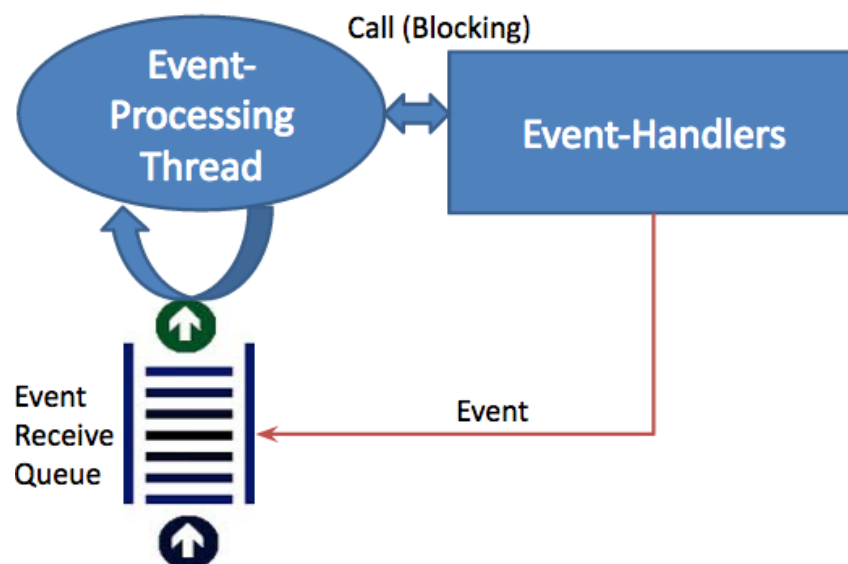 Call (Blocking)
Event-
Processing
Thread
Event-Handlers
Event
Receive
Queue
Event